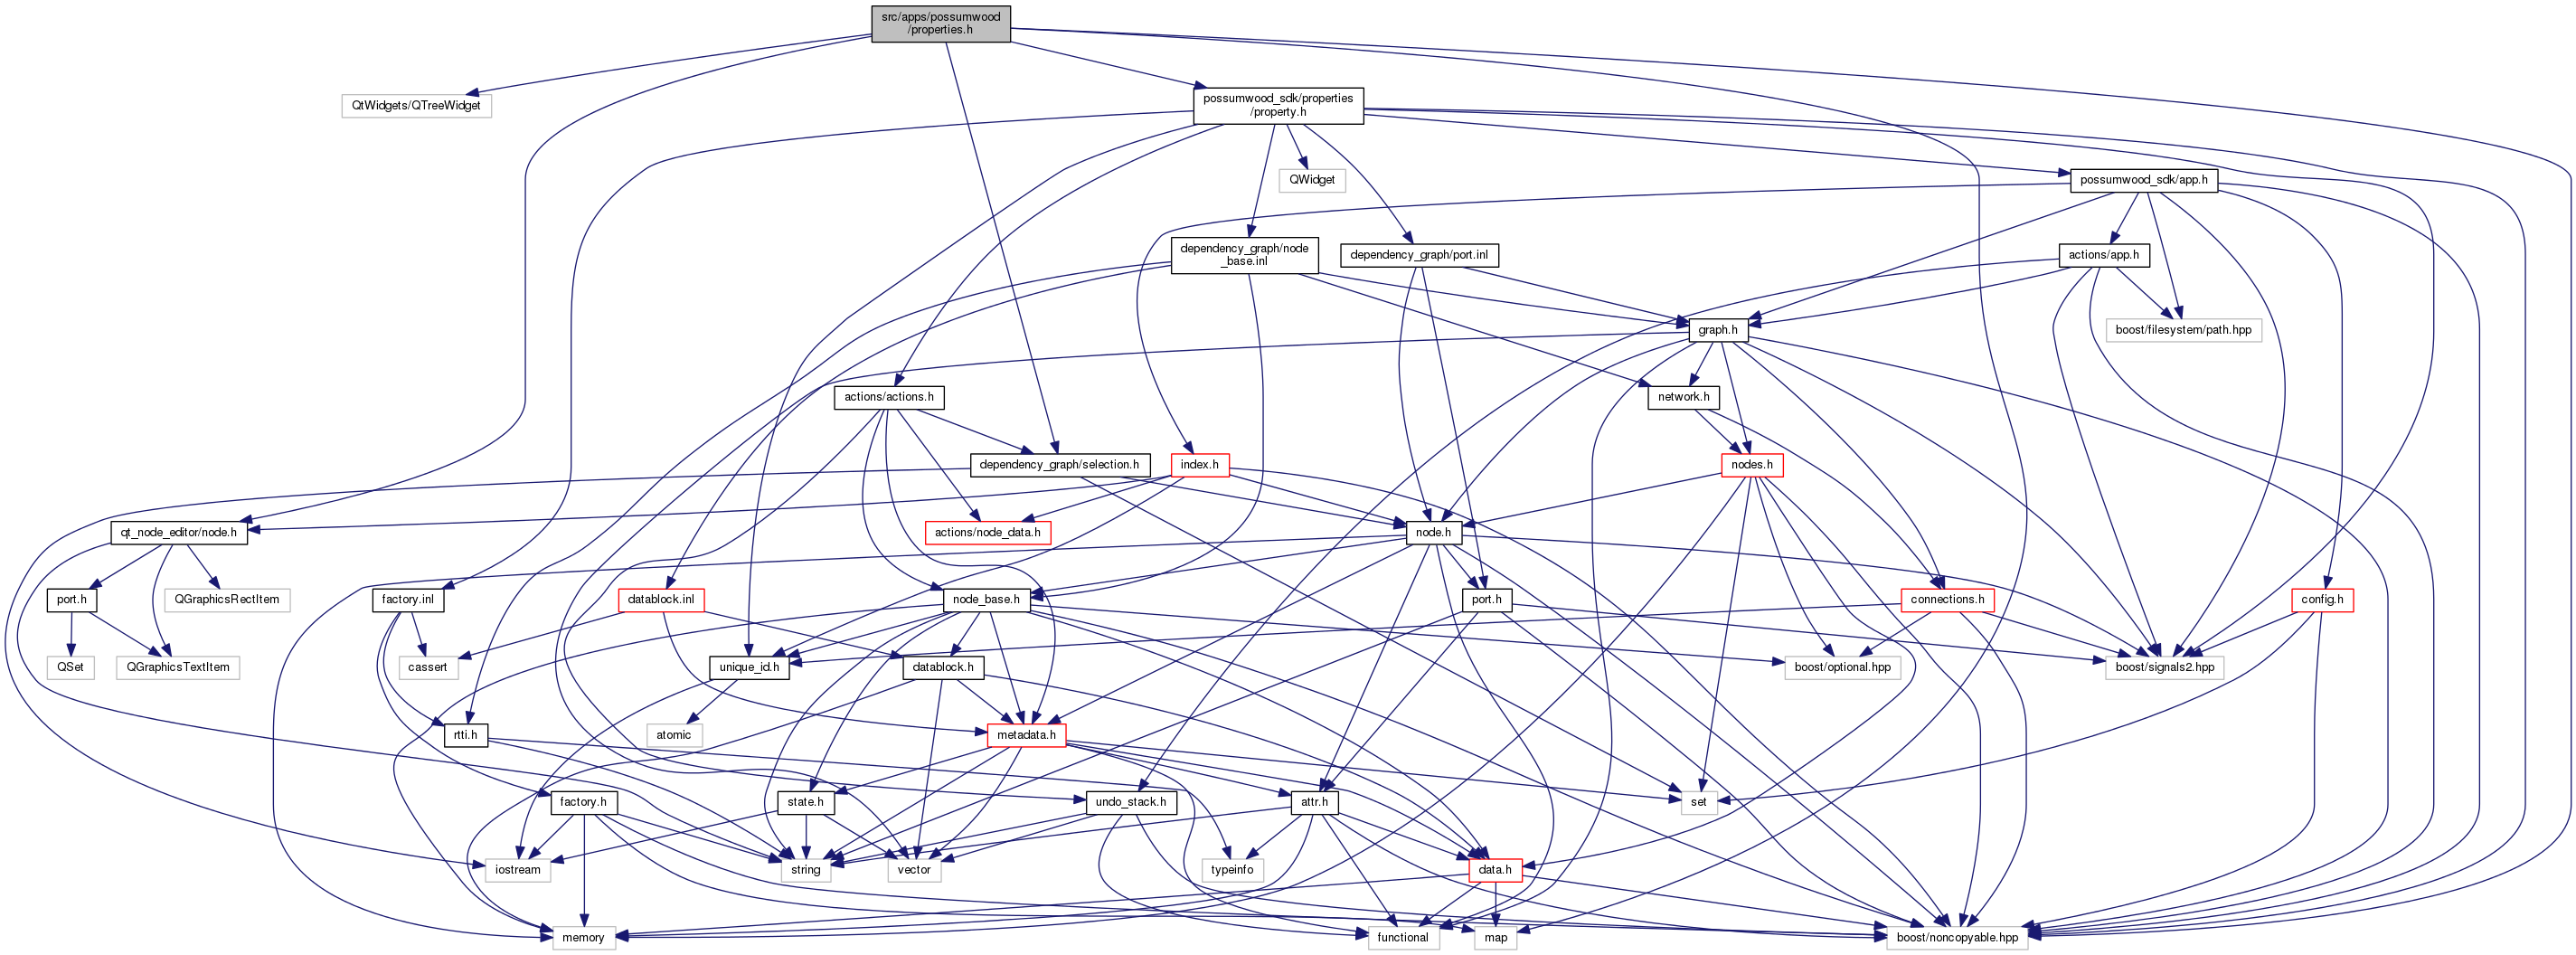 src/apps/possumwood
/properties.h
QtWidgets/QTreeWidget
possumwood_sdk/properties
/property.h
QWidget
possumwood_sdk/app.h
dependency_graph/node
_base.inl
dependency_graph/port.inl
actions/app.h
graph.h
boost/filesystem/path.hpp
actions/actions.h
network.h
dependency_graph/selection.h
index.h
nodes.h
qt_node_editor/node.h
actions/node_data.h
node.h
port.h
QGraphicsRectItem
factory.inl
datablock.inl
node_base.h
port.h
connections.h
config.h
QSet
QGraphicsTextItem
cassert
unique_id.h
datablock.h
boost/optional.hpp
boost/signals2.hpp
rtti.h
atomic
metadata.h
factory.h
state.h
undo_stack.h
attr.h
set
iostream
string
vector
typeinfo
data.h
memory
functional
map
boost/noncopyable.hpp